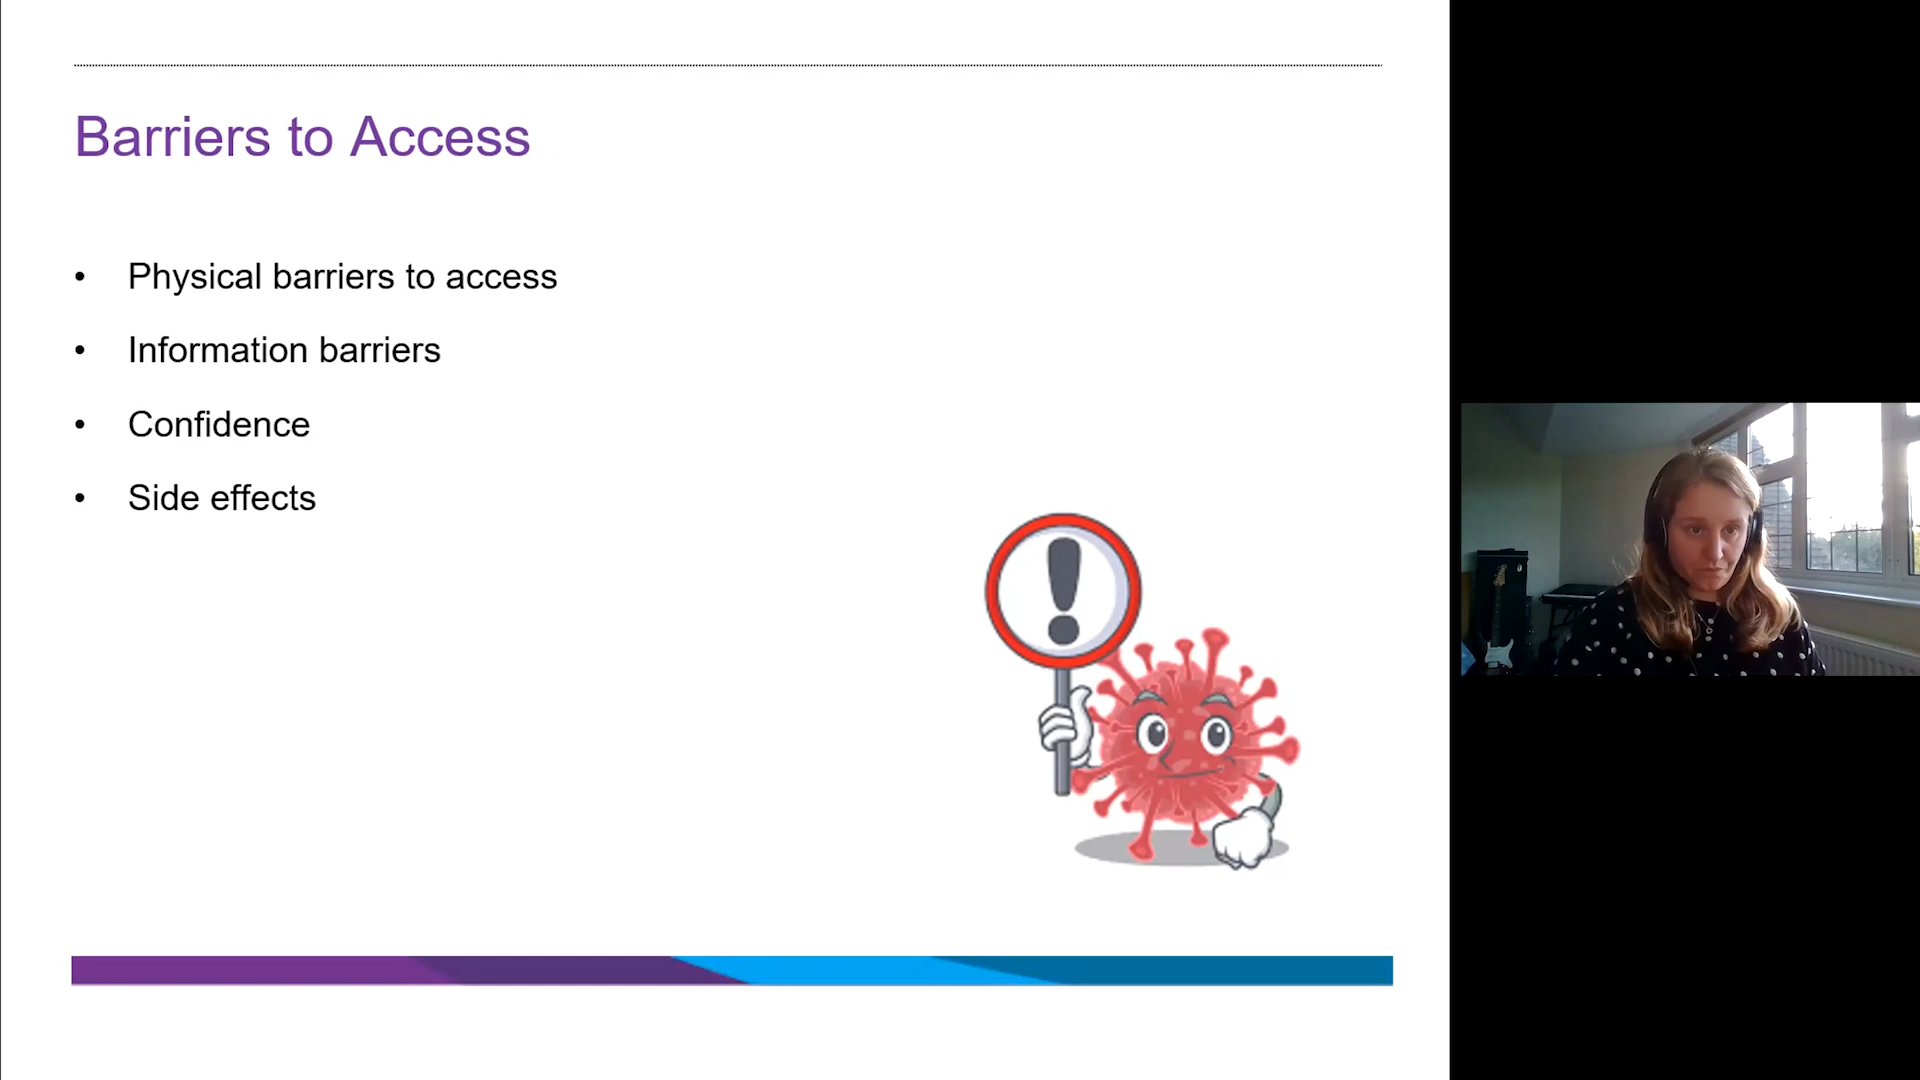 Barriers to Access
• Physical barriers to access
• Information barriers
• Confidence
• Side effects